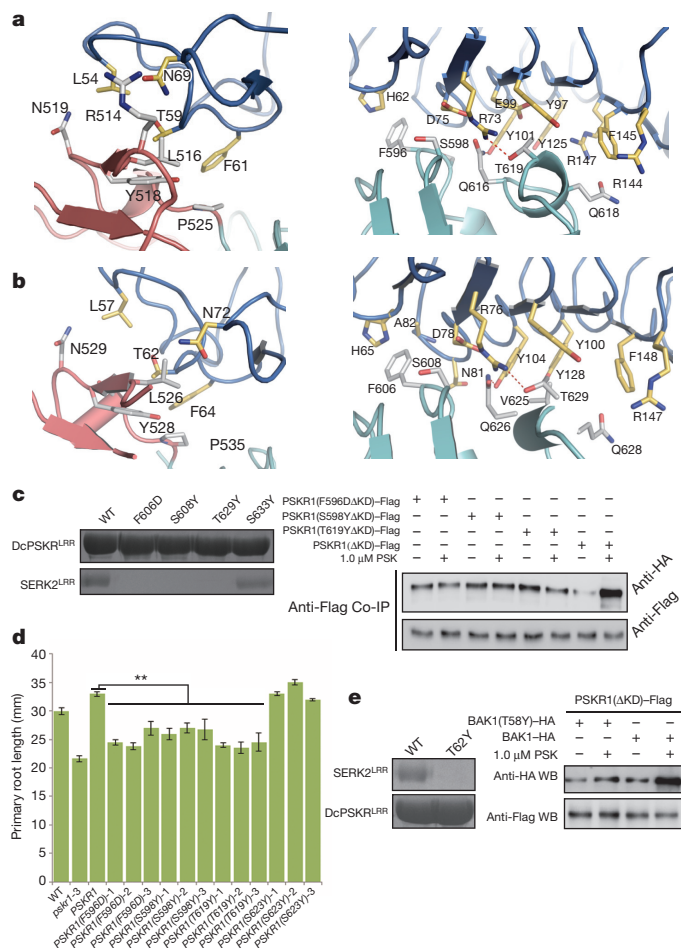 a
L54
N69
N519
R514
T59
L516
F61
Y518
P525
H62
E99
Y97
D75
R73
F596
S598
Y101
Y125
F145
R147
T619
R144
Q616
Q618
b
L57
N72
N529
T62
L526
F64
Y528
P535
R76
A82
D78
Y100
H65
S608
Y104
F148
N81
Y128
F606
V625
T629
R147
Q626
Q628
c
WT
F606D
S608Y
T629Y
S633Y
DcPSKR^LRR
SERK2^LRR
PSKR1(F596DΔKD)–Flag + + – – – – – –
PSKR1(S598YΔKD)–Flag – – + + – – – –
PSKR1(T619YΔKD)–Flag – – – – + + – –
PSKR1(ΔKD)–Flag – – – – – – + +
1.0 μM PSK – + – + – + – +
Anti-Flag Co-IP
Anti-HA
Anti-Flag
d
Primary root length (mm)
40
35
30
25
20
15
10
5
0
**
WT
pskr1-3
PSKR1
PSKR1(F596D)-1
PSKR1(F596D)-2
PSKR1(F596D)-3
PSKR1(S598Y)-1
PSKR1(S598Y)-2
PSKR1(S598Y)-3
PSKR1(T619Y)-1
PSKR1(T619Y)-2
PSKR1(T619Y)-3
PSKR1(S623Y)-1
PSKR1(S623Y)-2
PSKR1(S623Y)-3
e
WT
T62Y
SERK2^LRR
DcPSKR^LRR
PSKR1(ΔKD)–Flag
BAK1(T58Y)–HA + + – –
BAK1–HA – – + +
1.0 μM PSK – + – +
Anti-HA WB
Anti-Flag WB